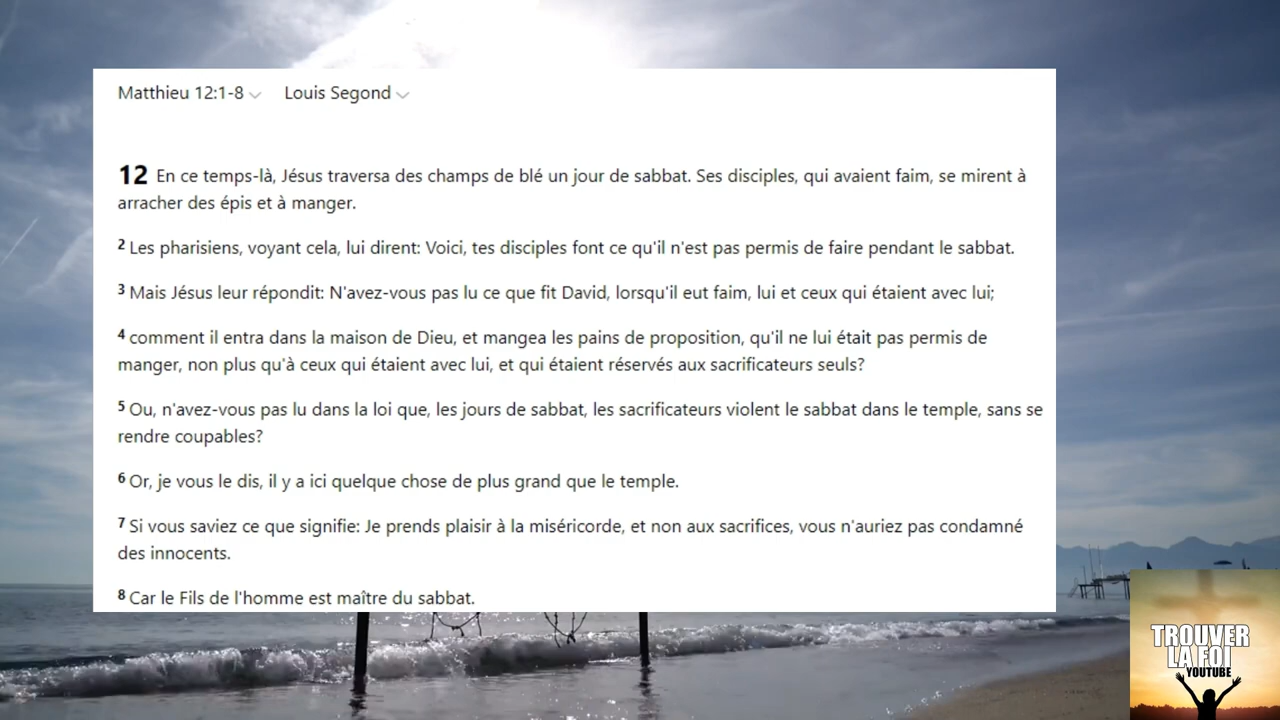 Matthieu 12:1-8 Louis Segond
12 En ce temps-là, Jésus traversa des champs de blé un jour de sabbat. Ses disciples, qui avaient faim, se mirent à
arracher des épis et à manger.
2 Les pharisiens, voyant cela, lui dirent: Voici, tes disciples font ce qu'il n'est pas permis de faire pendant le sabbat.
3 Mais Jésus leur répondit: N'avez-vous pas lu ce que fit David, lorsqu'il eut faim, lui et ceux qui étaient avec lui;
4 comment il entra dans la maison de Dieu, et mangea les pains de proposition, qu'il ne lui était pas permis de
manger, non plus qu'à ceux qui étaient avec lui, et qui étaient réservés aux sacrificateurs seuls?
5 Ou, n'avez-vous pas lu dans la loi que, les jours de sabbat, les sacrificateurs violent le sabbat dans le temple, sans se
rendre coupables?
6 Or, je vous le dis, il y a ici quelque chose de plus grand que le temple.
7 Si vous saviez ce que signifie: Je prends plaisir à la miséricorde, et non aux sacrifices, vous n'auriez pas condamné
des innocents.
8 Car le Fils de l'homme est maître du sabbat.
TROUVER
LA FOI
YOUTUBE